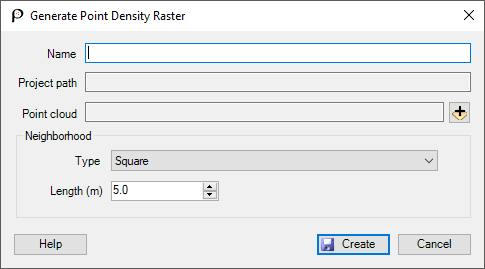 Generate Point Density Raster
Name
Project path
Point cloud
Neighborhood
Type Square
Length (m) 5.0
Help Create Cancel